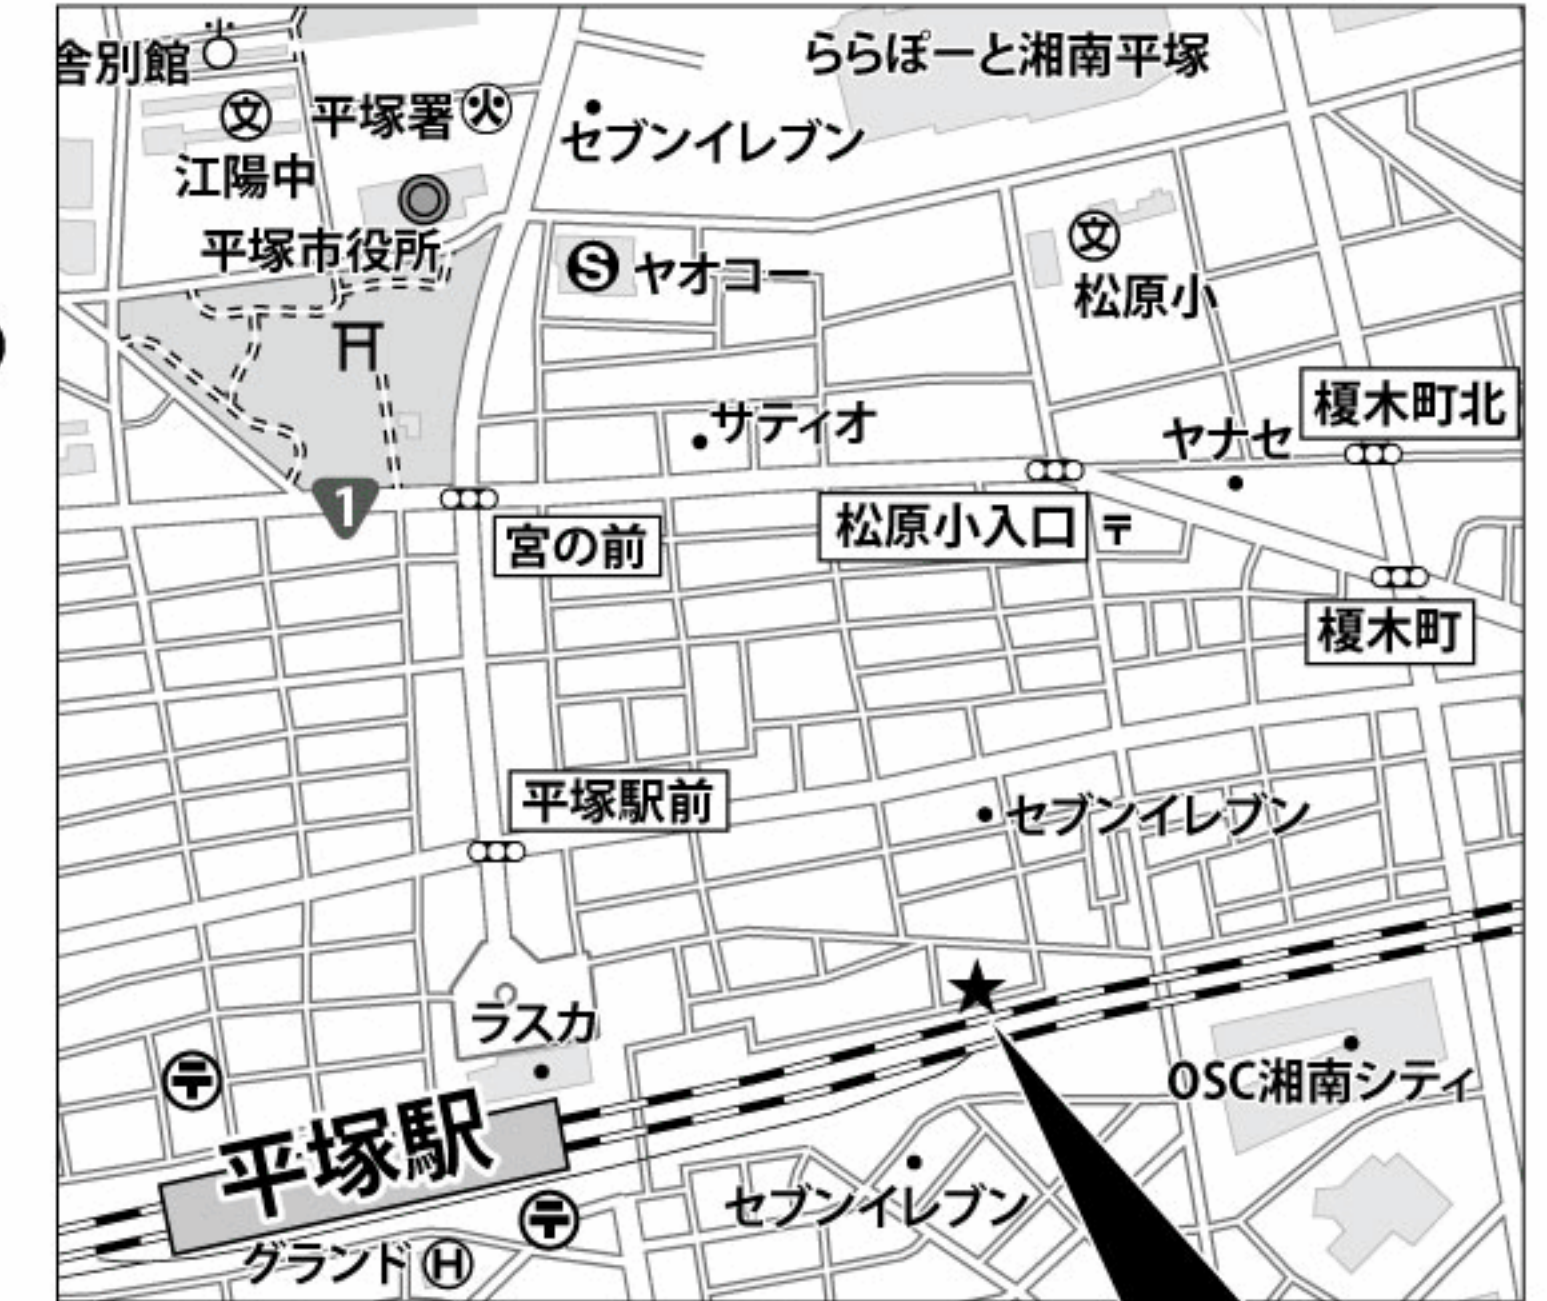 舎別館
ららぽーと湘南平塚
文
平塚署
火
セブンイレブン
江陽中
平塚市役所
S ヤオコー
文
松原小
サティオ
ヤナセ
榎木町北
1
宮の前
松原小入口
〒
榎木町
平塚駅前
セブンイレブン
ラスカ
OSC湘南シティ
〒
平塚駅
セブンイレブン
〒
グランド
H